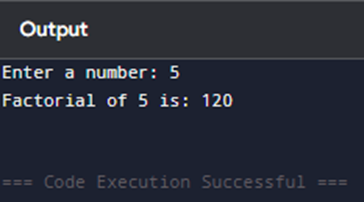 Output
Enter a number: 5
Factorial of 5 is: 120
=== Code Execution Successful ===